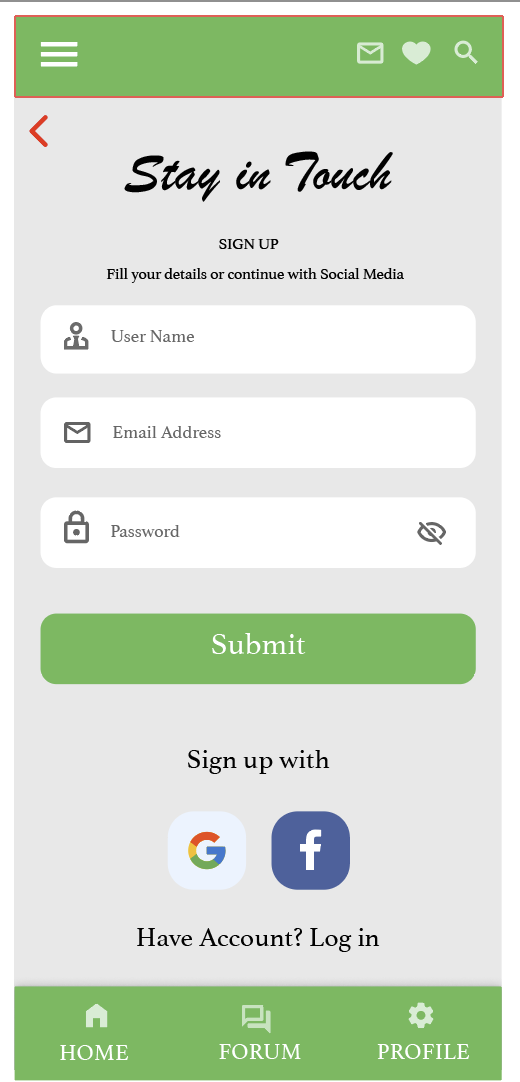 Stay in Touch
SIGN UP
Fill your details or continue with Social Media
User Name
Email Address
Password
Submit
Sign up with
G f
Have Account? Log in
HOME FORUM PROFILE